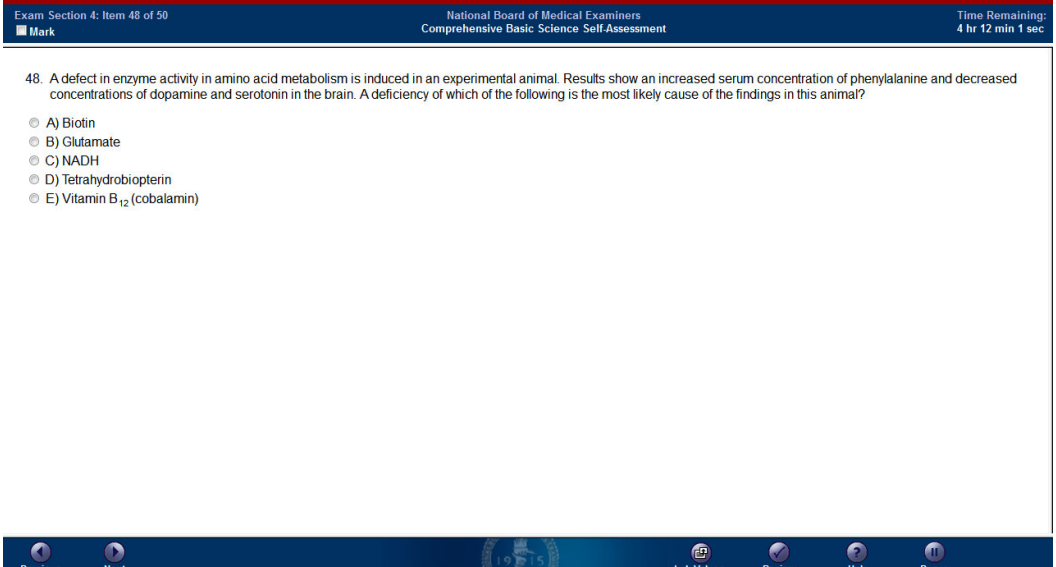 Exam Section 4: Item 48 of 50
National Board of Medical Examiners
Time Remaining:
Mark
Comprehensive Basic Science Self-Assessment
4 hr 12 min 1 sec
48. A defect in enzyme activity in amino acid metabolism is induced in an experimental animal. Results show an increased serum concentration of phenylalanine and decreased
concentrations of dopamine and serotonin in the brain. A deficiency of which of the following is the most likely cause of the findings in this animal?
A) Biotin
B) Glutamate
C) NADH
D) Tetrahydrobiopterin
E) Vitamin B12 (cobalamin)
1915